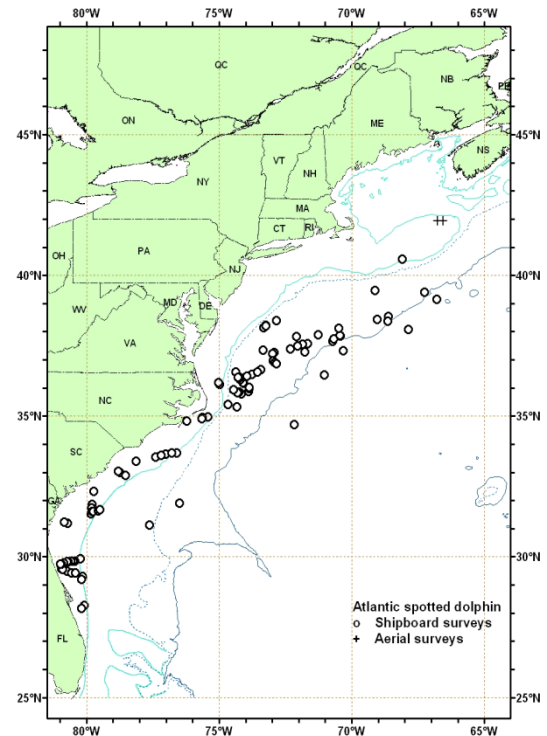 80°W 75°W 70°W 65°W
QC QC
NB
PE
ON
ME
45°N 45°N
NS
VT
NH
NY
MA
CT RI
40°N 40°N
OH PA
NJ
WV MD DE
VA
NC
35°N 35°N
SC
GA
30°N 30°N
FL
Atlantic spotted dolphin
o Shipboard surveys
+ Aerial surveys
25°N 25°N
80°W 75°W 70°W 65°W